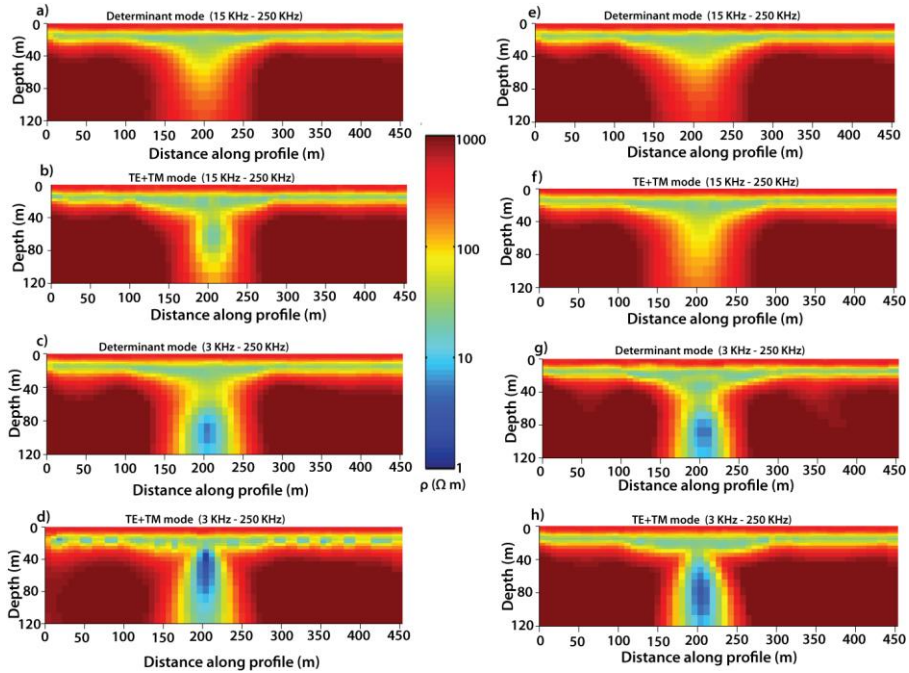 a)
Determinant mode (15 KHz - 250 KHz)
Depth (m)
0
40
80
120
0 50 100 150 200 250 300 350 400 450
Distance along profile (m)
b)
TE+TM mode (15 KHz - 250 KHz)
Depth (m)
0
40
80
120
0 50 100 150 200 250 300 350 400 450
Distance along profile (m)
c)
Determinant mode (3 KHz - 250 KHz)
Depth (m)
0
40
80
120
0 50 100 150 200 250 300 350 400 450
Distance along profile (m)
d)
TE+TM mode (3 KHz - 250 KHz)
Depth (m)
0
40
80
120
0 50 100 150 200 250 300 350 400 450
Distance along profile (m)
1000
100
10
1
ρ (Ω m)
e)
Determinant mode (15 KHz - 250 KHz)
Depth (m)
0
40
80
120
0 50 100 150 200 250 300 350 400 450
Distance along profile (m)
f)
TE+TM mode (15 KHz - 250 KHz)
Depth (m)
0
40
80
120
0 50 100 150 200 250 300 350 400 450
Distance along profile (m)
g)
Determinant mode (3 KHz - 250 KHz)
Depth (m)
0
40
80
120
0 50 100 150 200 250 300 350 400 450
Distance along profile (m)
h)
TE+TM mode (3 KHz - 250 KHz)
Depth (m)
0
40
80
120
0 50 100 150 200 250 300 350 400 450
Distance along profile (m)